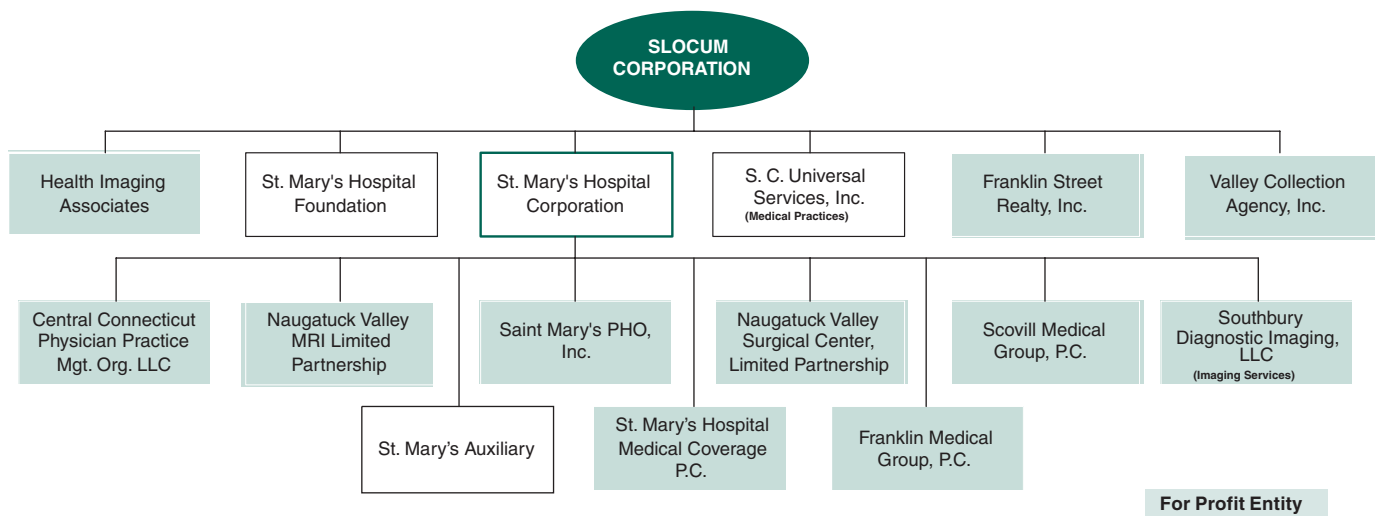 SLOCUM
CORPORATION
Health Imaging
Associates
St. Mary's Hospital
Foundation
St. Mary's Hospital
Corporation
S. C. Universal
Services, Inc.
(Medical Practices)
Franklin Street
Realty, Inc.
Valley Collection
Agency, Inc.
Central Connecticut
Physician Practice
Mgt. Org. LLC
Naugatuck Valley
MRI Limited
Partnership
Saint Mary's PHO,
Inc.
Naugatuck Valley
Surgical Center,
Limited Partnership
Scovill Medical
Group, P.C.
Southbury
Diagnostic Imaging,
LLC
(Imaging Services)
St. Mary’s Auxiliary
St. Mary’s Hospital
Medical Coverage
P.C.
Franklin Medical
Group, P.C.
For Profit Entity